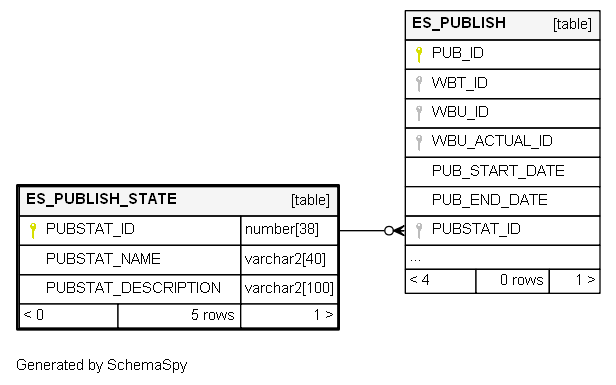 ES_PUBLISH [table]
PUB_ID
WBT_ID
WBU_ID
WBU_ACTUAL_ID
PUB_START_DATE
PUB_END_DATE
PUBSTAT_ID
...
< 4 0 rows 1 >
ES_PUBLISH_STATE [table]
PUBSTAT_ID number[38]
PUBSTAT_NAME varchar2[40]
PUBSTAT_DESCRIPTION varchar2[100]
< 0 5 rows 1 >
Generated by SchemaSpy